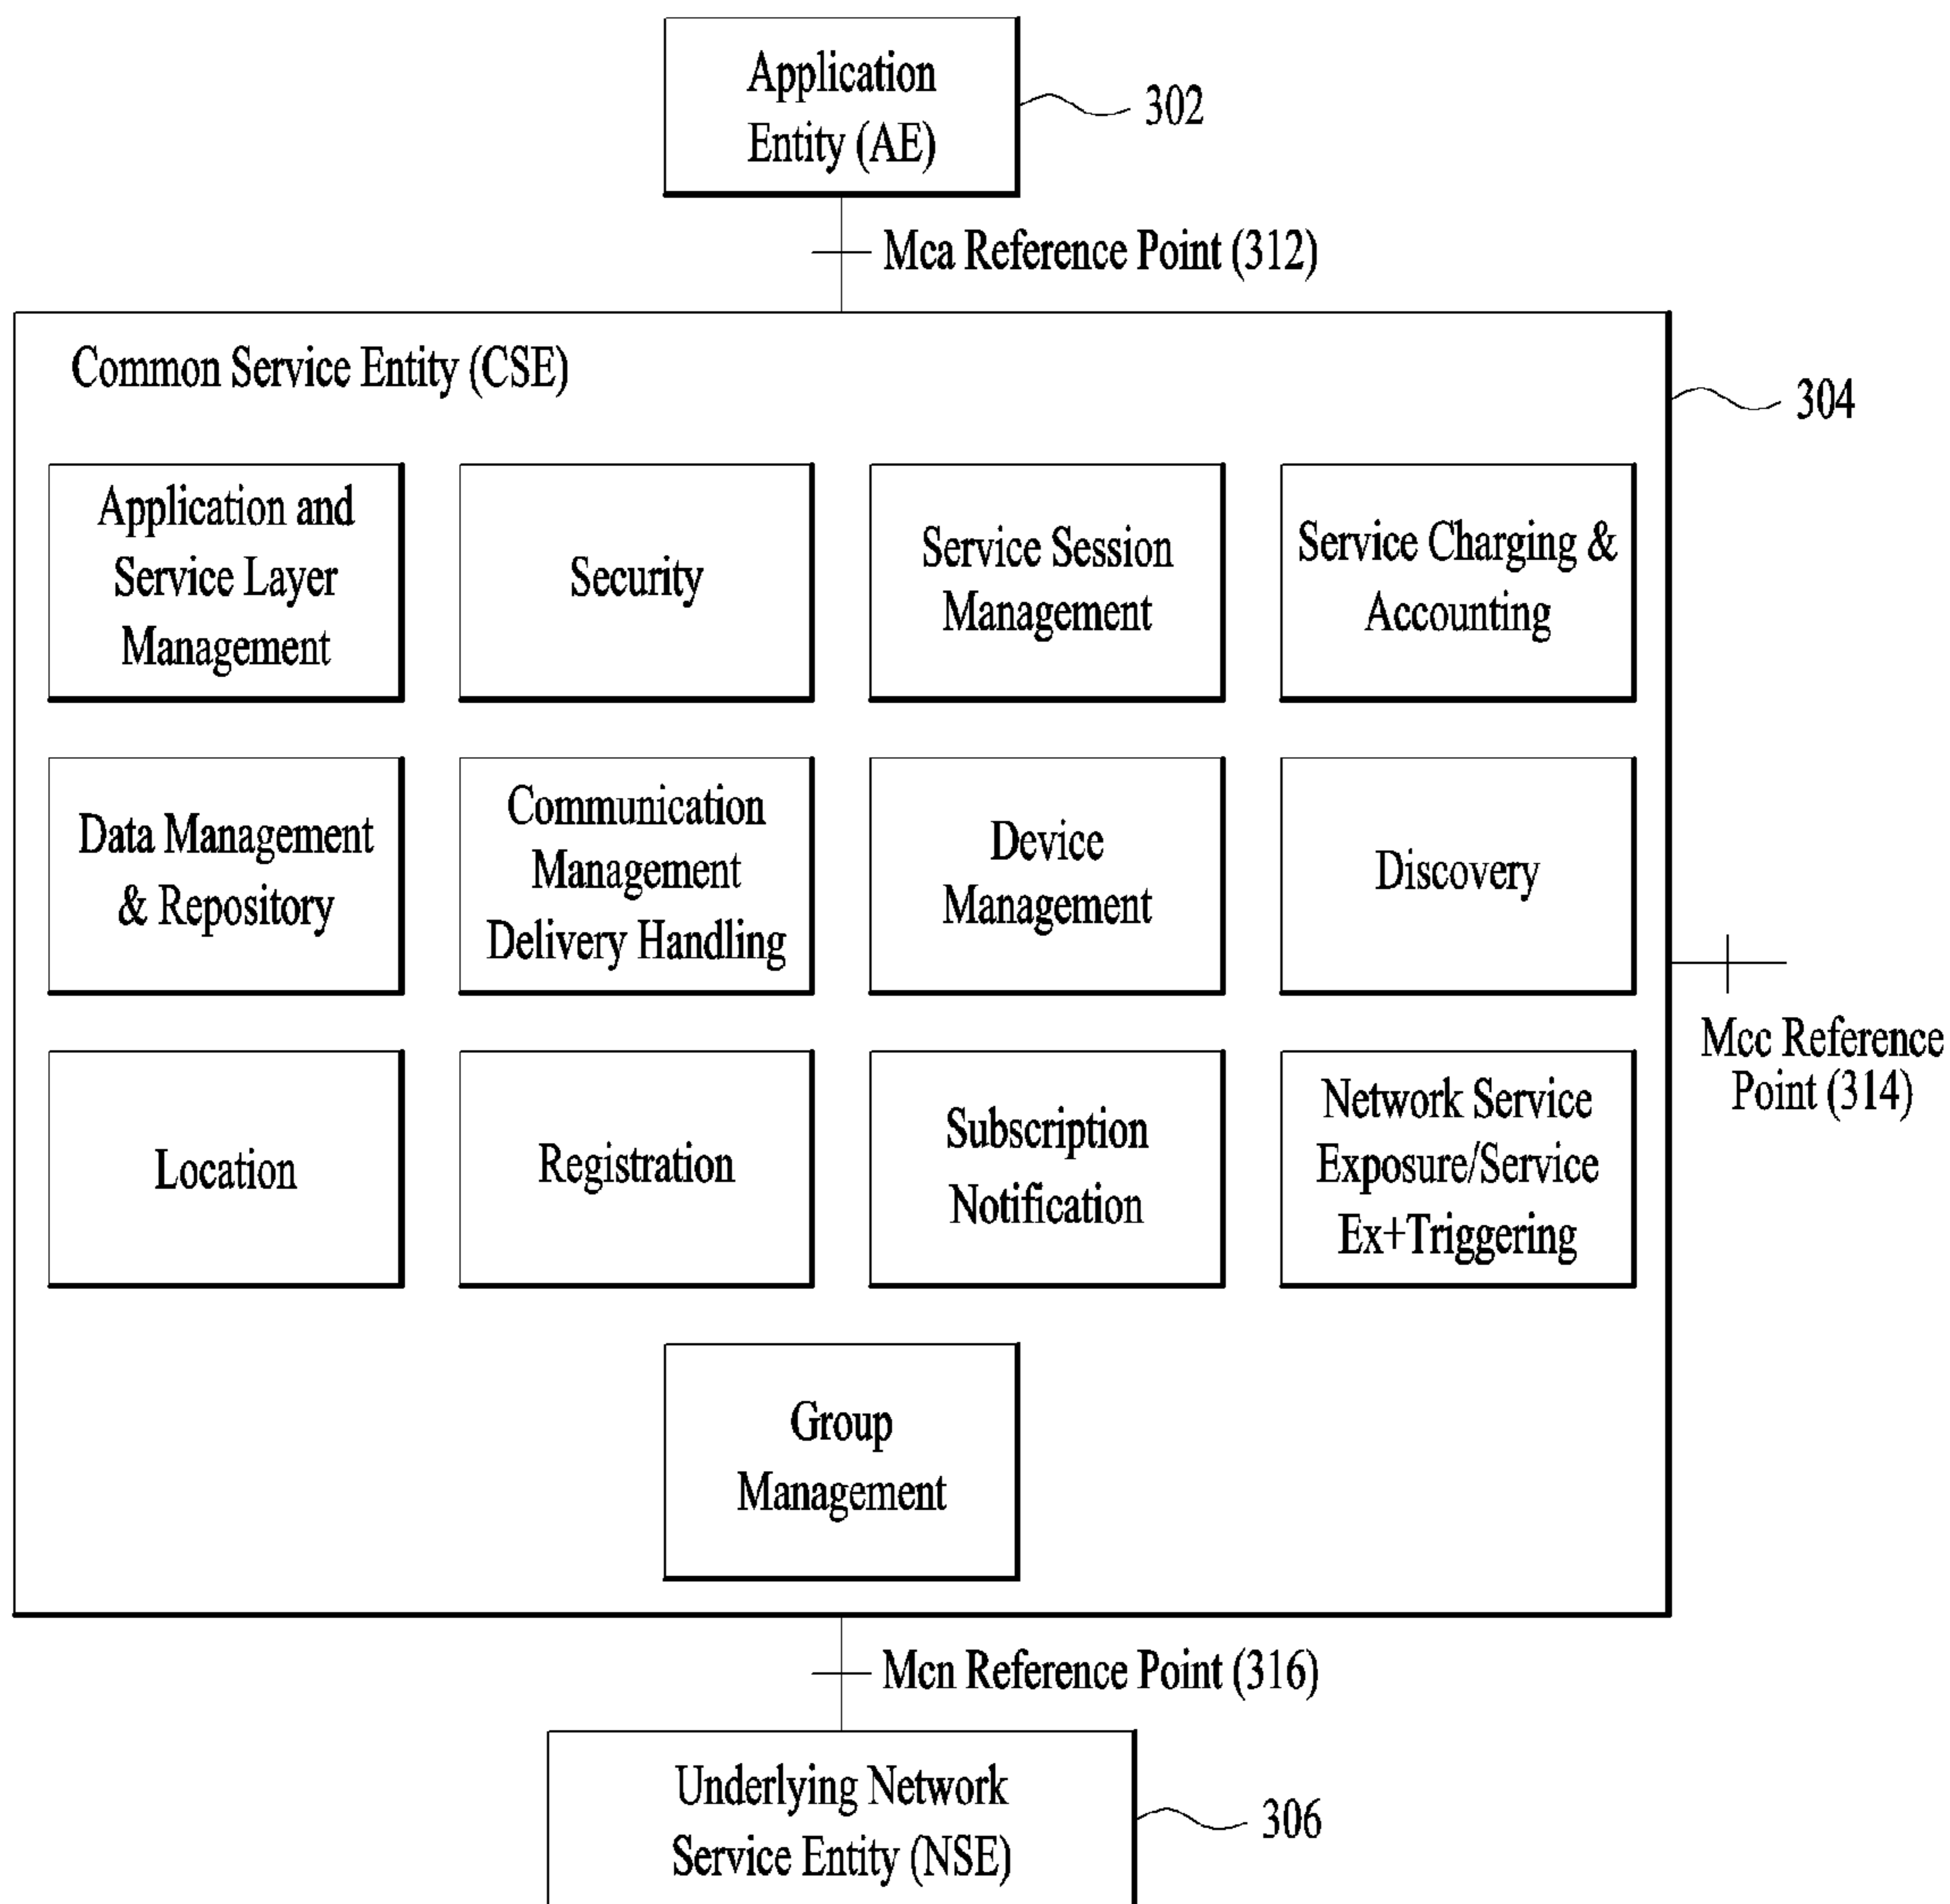 Application
Entity (AE)
302
Mca Reference Point (312)
Common Service Entity (CSE)
304
Application and
Service Layer
Management
Security
Service Session
Management
Service Charging &
Accounting
Data Management
& Repository
Communication
Management
Delivery Handling
Device
Management
Discovery
Mcc Reference
Point (314)
Location
Registration
Subscription
Notification
Network Service
Exposure/Service
Ex+Triggering
Group
Management
Mcn Reference Point (316)
Underlying Network
Service Entity (NSE)
306